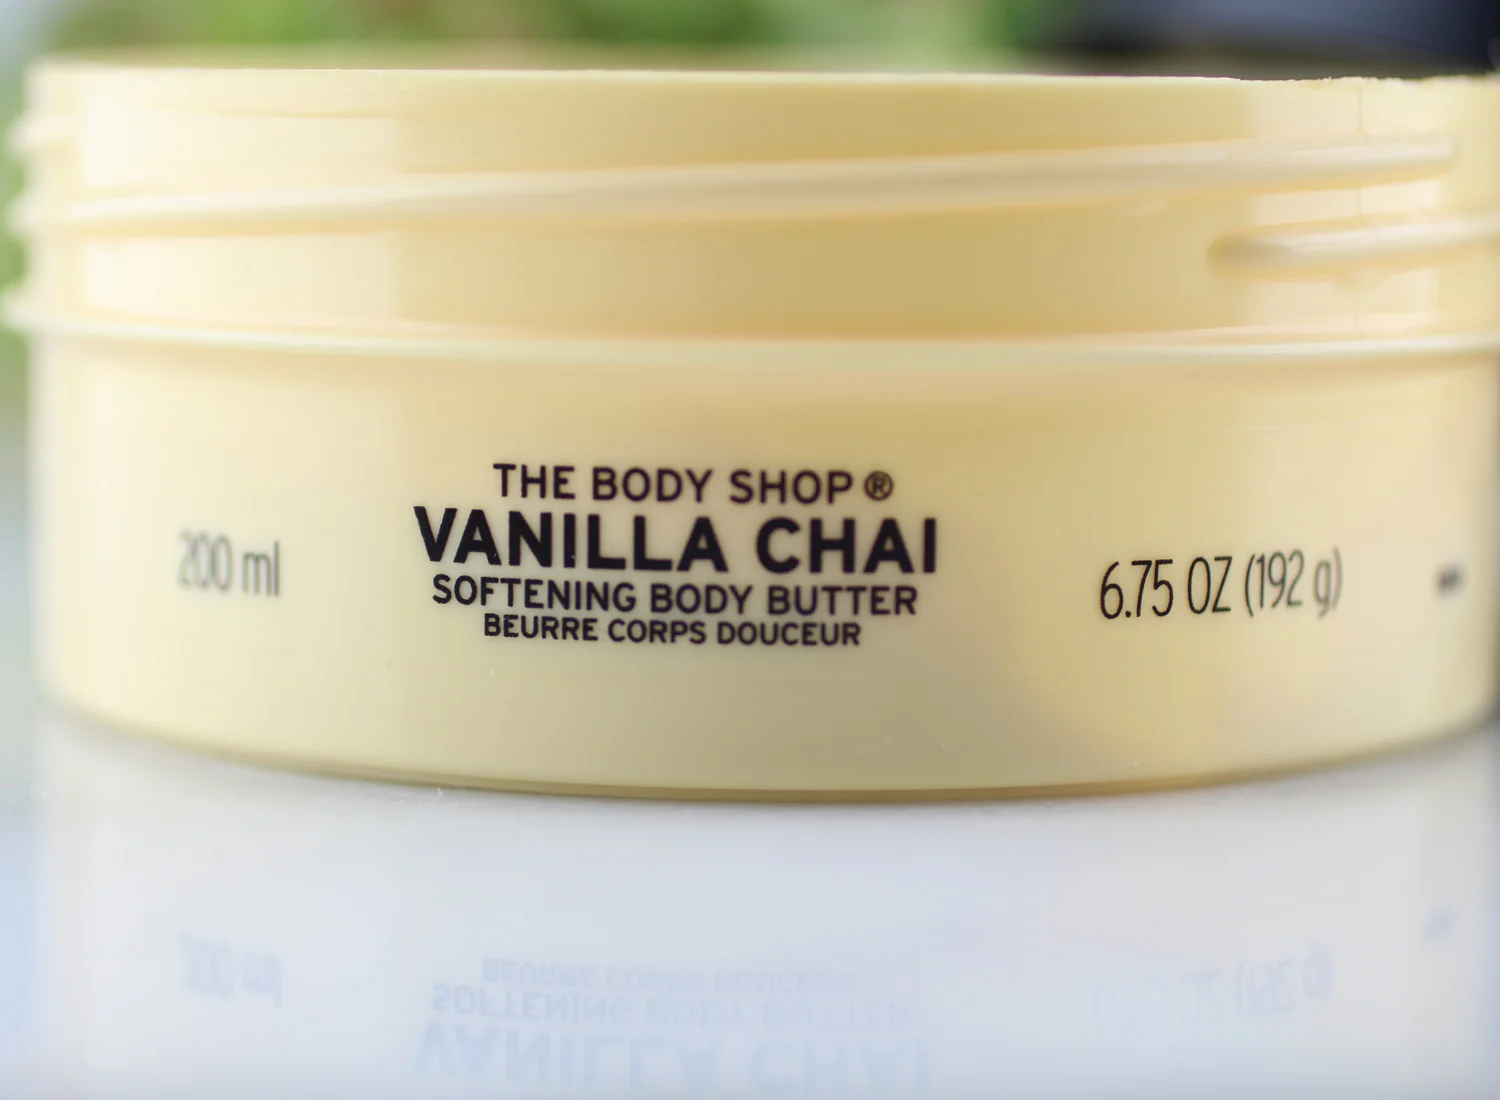 THE BODY SHOP ®
VANILLA CHAI
SOFTENING BODY BUTTER
BEURRE CORPS DOUCEUR
200 ml
6.75 OZ (192 g)